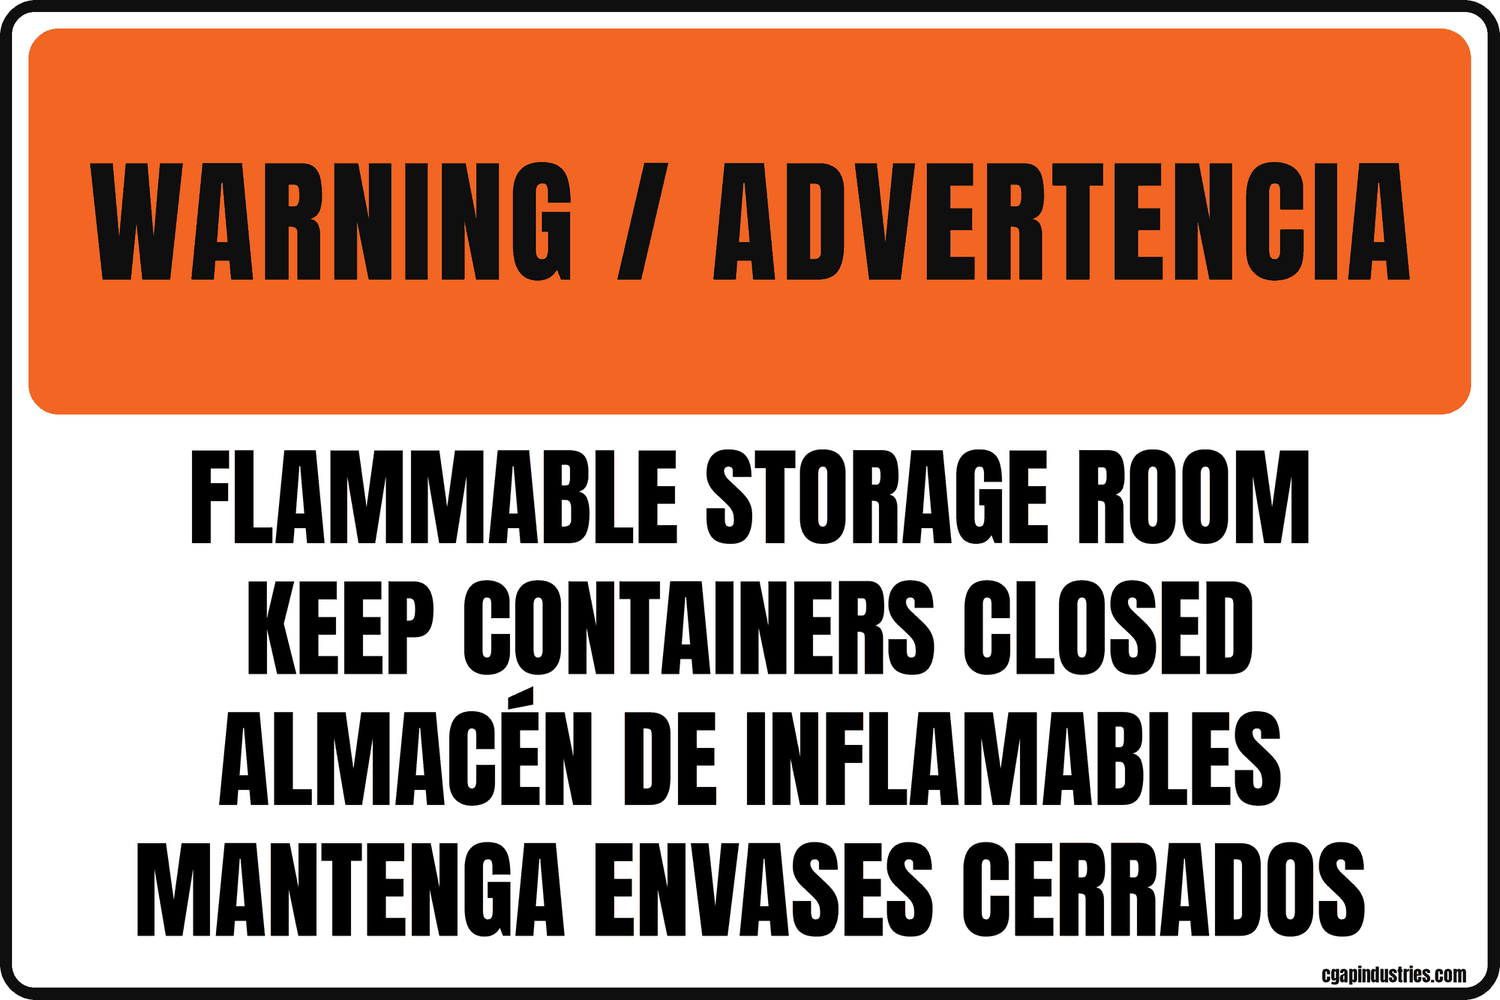 WARNING / ADVERTENCIA
FLAMMABLE STORAGE ROOM
KEEP CONTAINERS CLOSED
ALMACÉN DE INFLAMABLES
MANTENGA ENVASES CERRADOS
cgapindustries.com